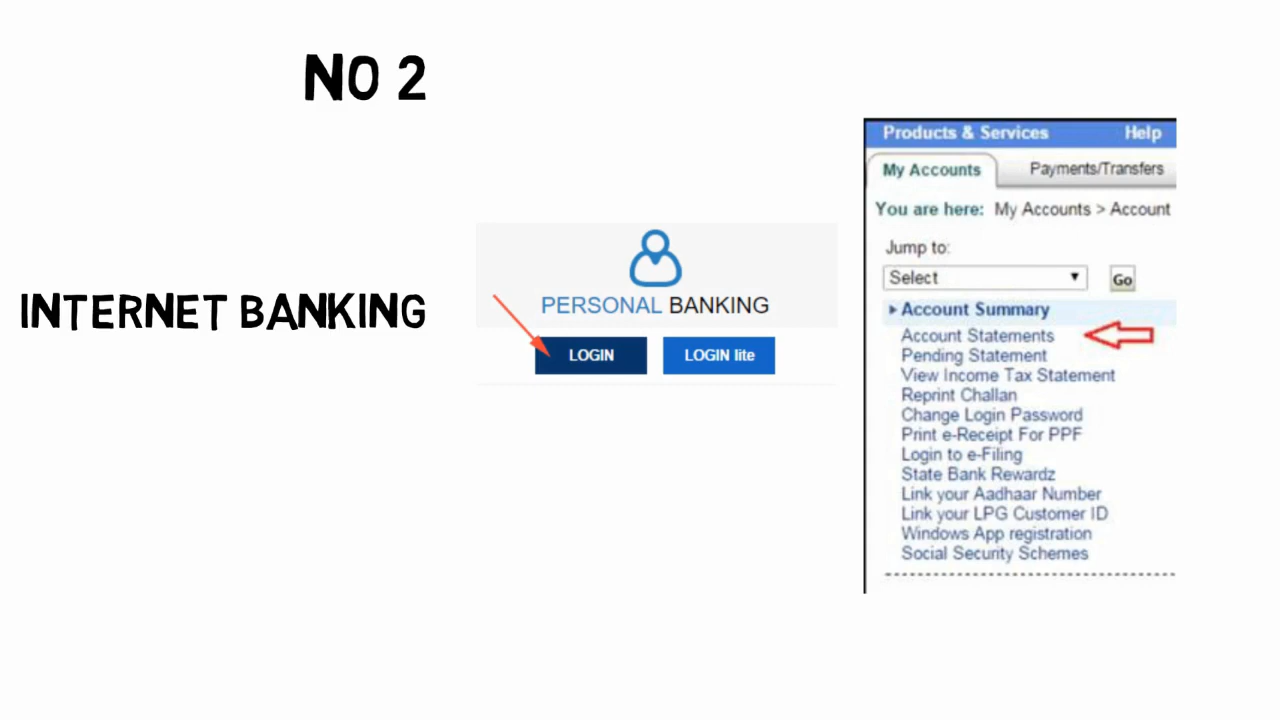 NO 2
INTERNET BANKING
PERSONAL BANKING
LOGIN
LOGIN lite
Products & Services Help
My Accounts Payments/Transfers
You are here: My Accounts > Account
Jump to:
Select Go
Account Summary
Account Statements
Pending Statement
View Income Tax Statement
Reprint Challan
Change Login Password
Print e-Receipt For PPF
Login to e-Filing
State Bank Rewardz
Link your Aadhaar Number
Link your LPG Customer ID
Windows App registration
Social Security Schemes